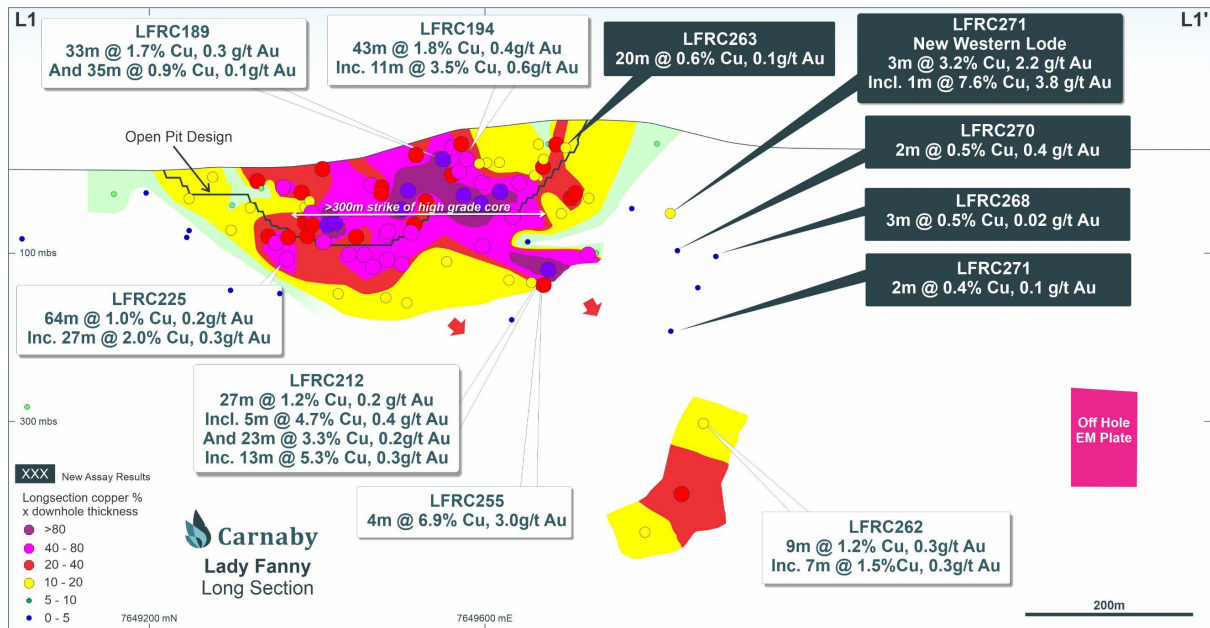 L1
L1'
LFRC189
33m @ 1.7% Cu, 0.3 g/t Au
And 35m @ 0.9% Cu, 0.1g/t Au
LFRC194
43m @ 1.8% Cu, 0.4g/t Au
Inc. 11m @ 3.5% Cu, 0.6g/t Au
LFRC263
20m @ 0.6% Cu, 0.1g/t Au
LFRC271
New Western Lode
3m @ 3.2% Cu, 2.2 g/t Au
Incl. 1m @ 7.6% Cu, 3.8 g/t Au
LFRC270
2m @ 0.5% Cu, 0.4 g/t Au
LFRC268
3m @ 0.5% Cu, 0.02 g/t Au
LFRC271
2m @ 0.4% Cu, 0.1 g/t Au
Open Pit Design
>300m strike of high grade core
100 mbs
LFRC225
64m @ 1.0% Cu, 0.2g/t Au
Inc. 27m @ 2.0% Cu, 0.3g/t Au
LFRC212
27m @ 1.2% Cu, 0.2 g/t Au
Incl. 5m @ 4.7% Cu, 0.4 g/t Au
And 23m @ 3.3% Cu, 0.2g/t Au
Inc. 13m @ 5.3% Cu, 0.3g/t Au
300 mbs
Off Hole
EM Plate
LFRC255
4m @ 6.9% Cu, 3.0g/t Au
LFRC262
9m @ 1.2% Cu, 0.3g/t Au
Inc. 7m @ 1.5%Cu, 0.3g/t Au
XXX New Assay Results
Longsection copper %
x downhole thickness
>80
40 - 80
20 - 40
10 - 20
5 - 10
0 - 5
Carnaby
Lady Fanny
Long Section
7649200 mN
7649600 mE
200m